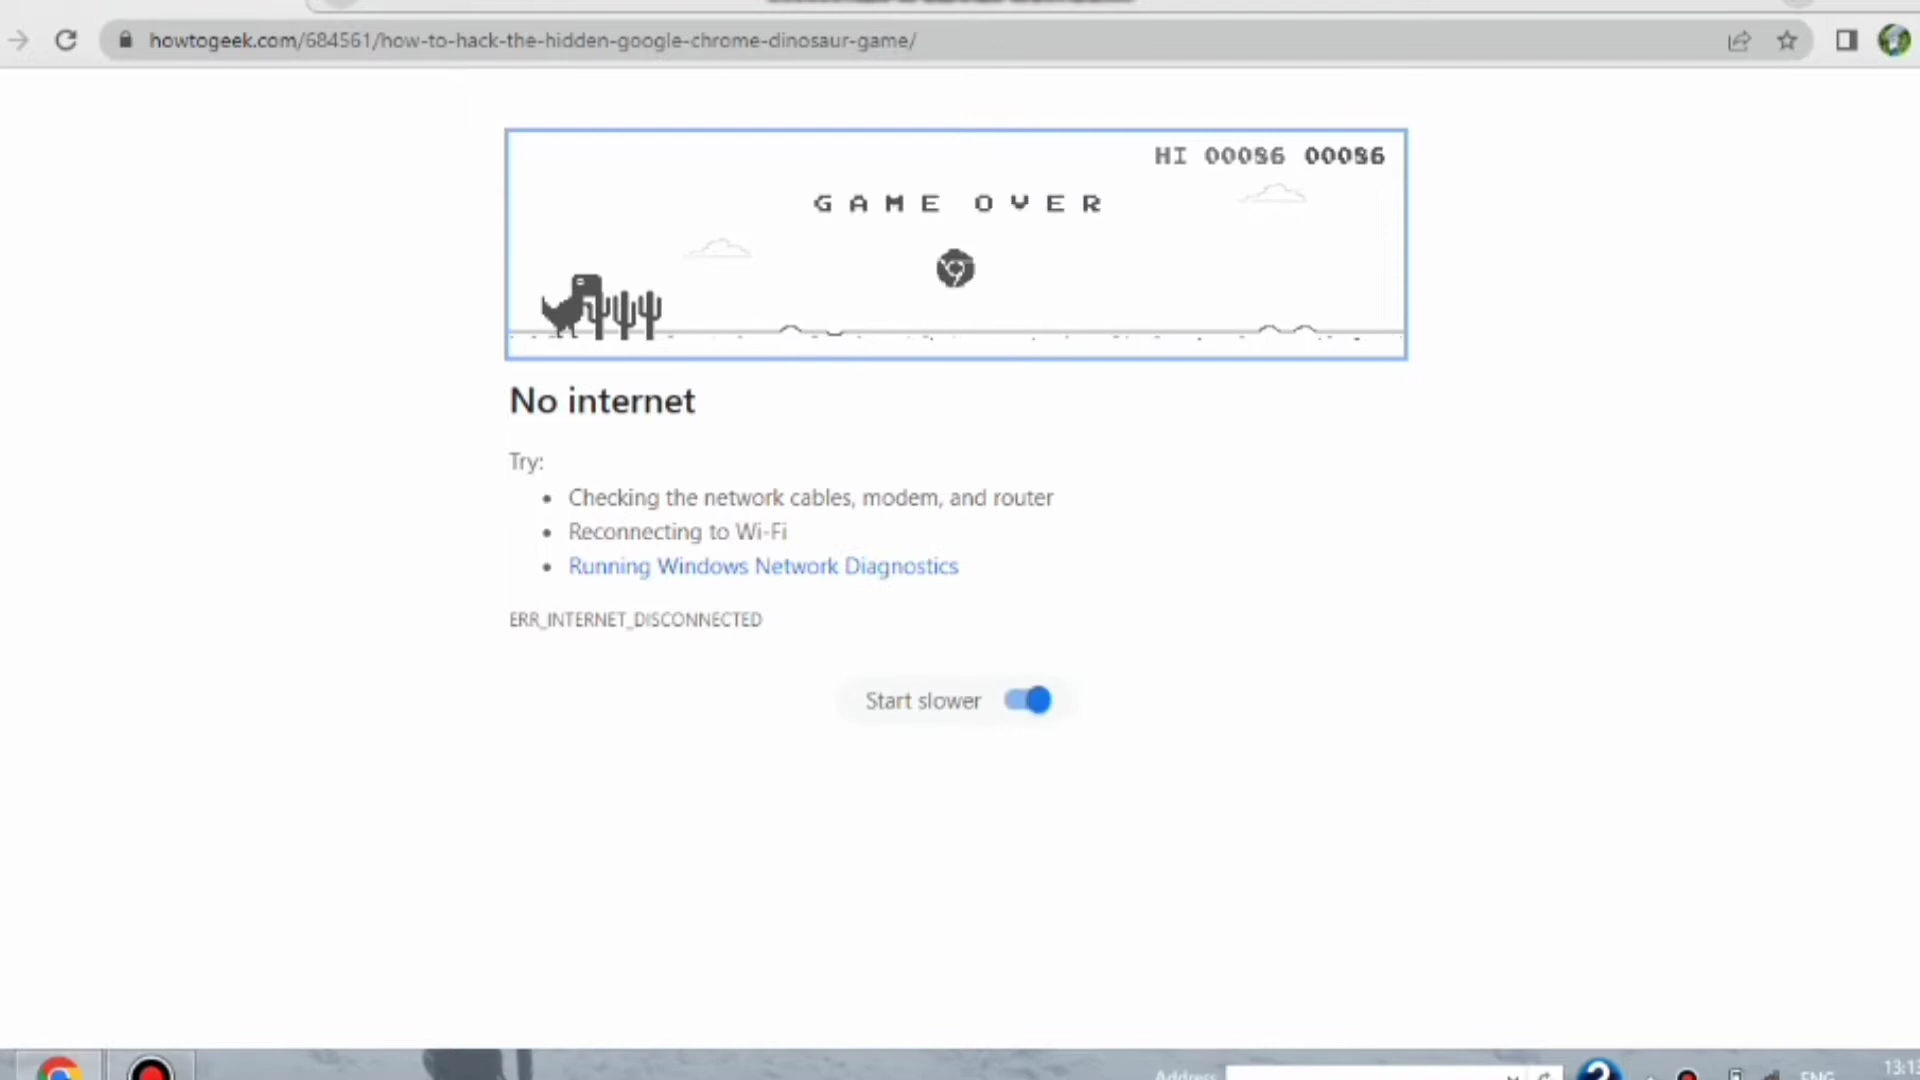 howtogeek.com/684561/how-to-hack-the-hidden-google-chrome-dinosaur-game/
HI 00086 00086
GAME OVER
No internet
Try:
Checking the network cables, modem, and router
Reconnecting to Wi-Fi
Running Windows Network Diagnostics
ERR_INTERNET_DISCONNECTED
Start slower
Address
ENG